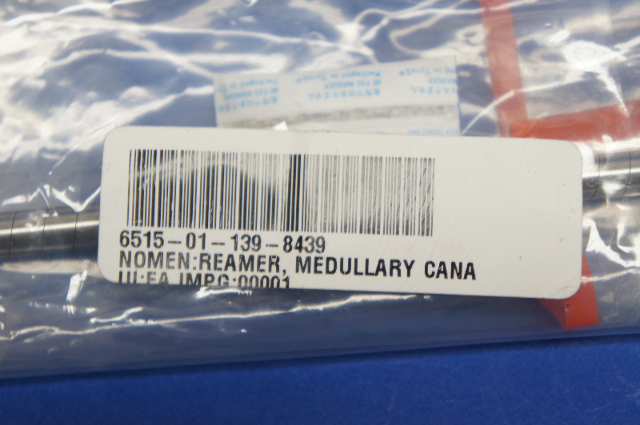 6515-01-139-8439
NOMEN:REAMER, MEDULLARY CANA
UI:EA IMPG:00001